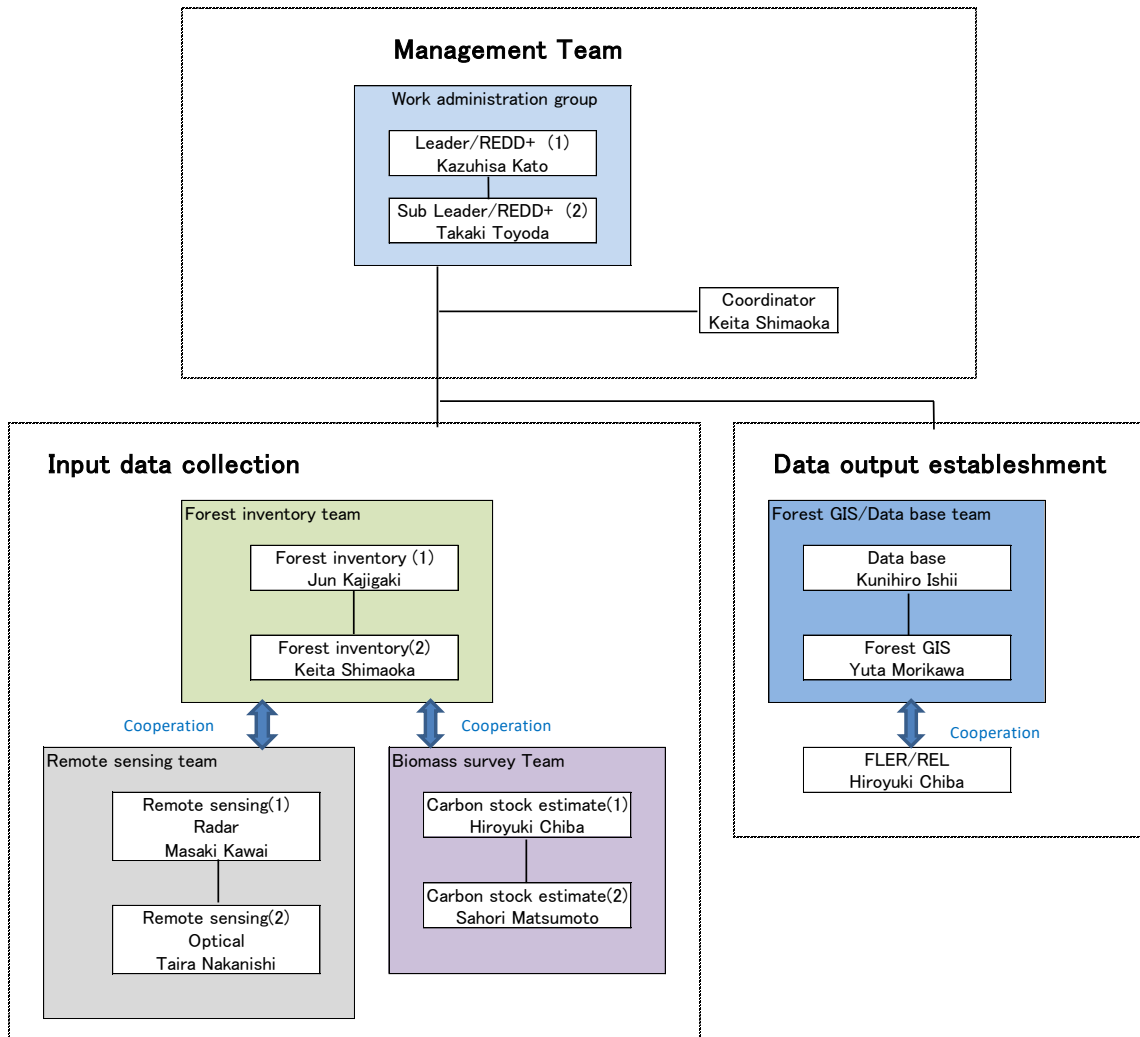 Management Team
Work administration group
Leader/REDD+ (1)
Kazuhisa Kato
Sub Leader/REDD+ (2)
Takaki Toyoda
Coordinator
Keita Shimaoka
Input data collection
Forest inventory team
Forest inventory (1)
Jun Kajigaki
Forest inventory(2)
Keita Shimaoka
Cooperation
Cooperation
Remote sensing team
Remote sensing(1)
Radar
Masaki Kawai
Remote sensing(2)
Optical
Taira Nakanishi
Biomass survey Team
Carbon stock estimate(1)
Hiroyuki Chiba
Carbon stock estimate(2)
Sahori Matsumoto
Data output estableshment
Forest GIS/Data base team
Data base
Kunihiro Ishii
Forest GIS
Yuta Morikawa
Cooperation
FLER/REL
Hiroyuki Chiba